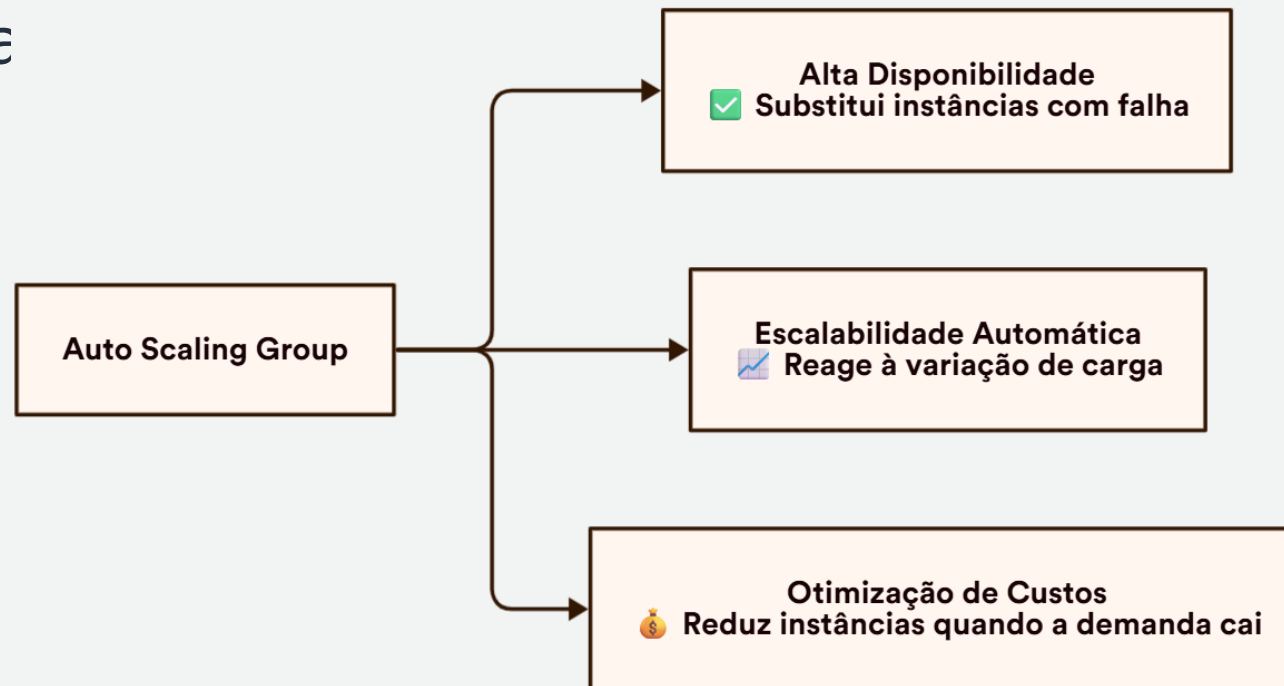 Alta Disponibilidade
✅ Substitui instâncias com falha
Auto Scaling Group
Escalabilidade Automática
📈 Reage à variação de carga
Otimização de Custos
💰 Reduz instâncias quando a demanda cai